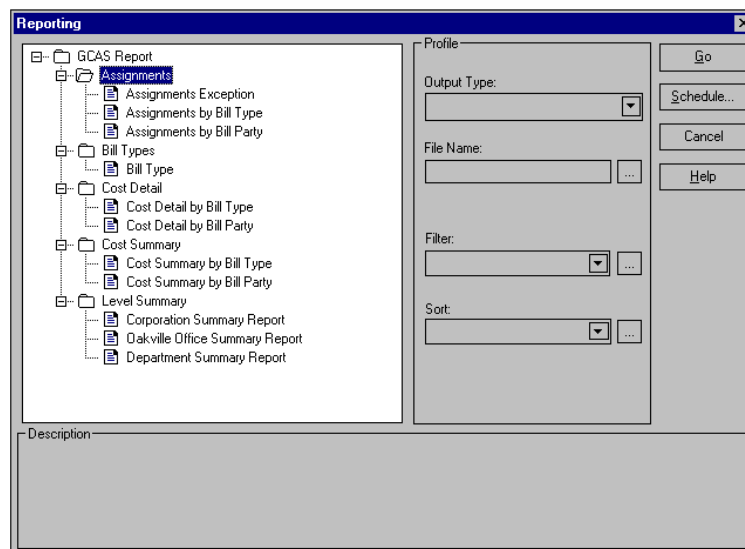 Reporting
GCAS Report
Assignments
Assignments Exception
Assignments by Bill Type
Assignments by Bill Party
Bill Types
Bill Type
Cost Detail
Cost Detail by Bill Type
Cost Detail by Bill Party
Cost Summary
Cost Summary by Bill Type
Cost Summary by Bill Party
Level Summary
Corporation Summary Report
Oakville Office Summary Report
Department Summary Report
Profile
Output Type:
File Name:
...
Filter:
...
Sort:
...
Go
Schedule...
Cancel
Help
Description